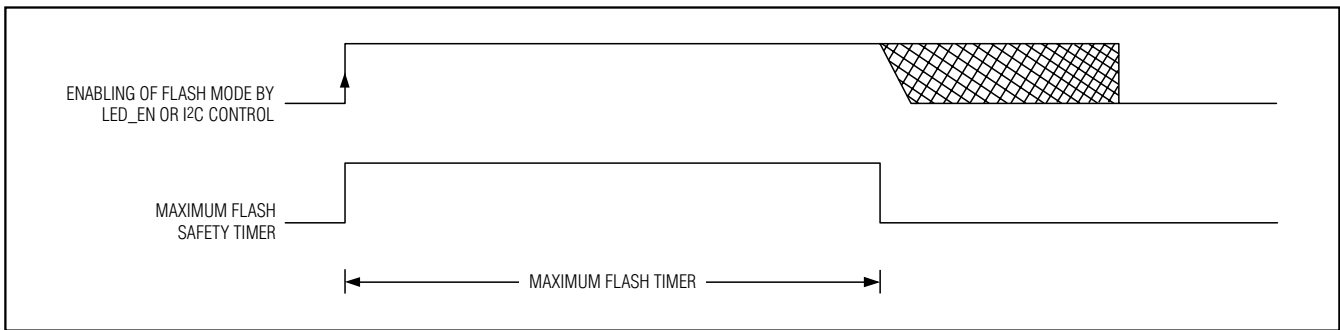 ENABLING OF FLASH MODE BY
LED_EN OR I²C CONTROL
MAXIMUM FLASH
SAFETY TIMER
MAXIMUM FLASH TIMER